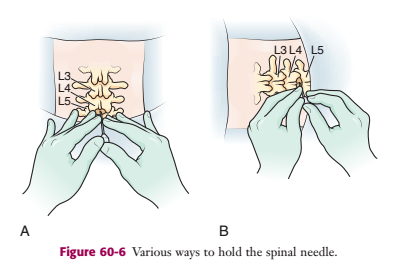 L3
L4
L5
L3 L4 L5
A
B
Figure 60-6 Various ways to hold the spinal needle.